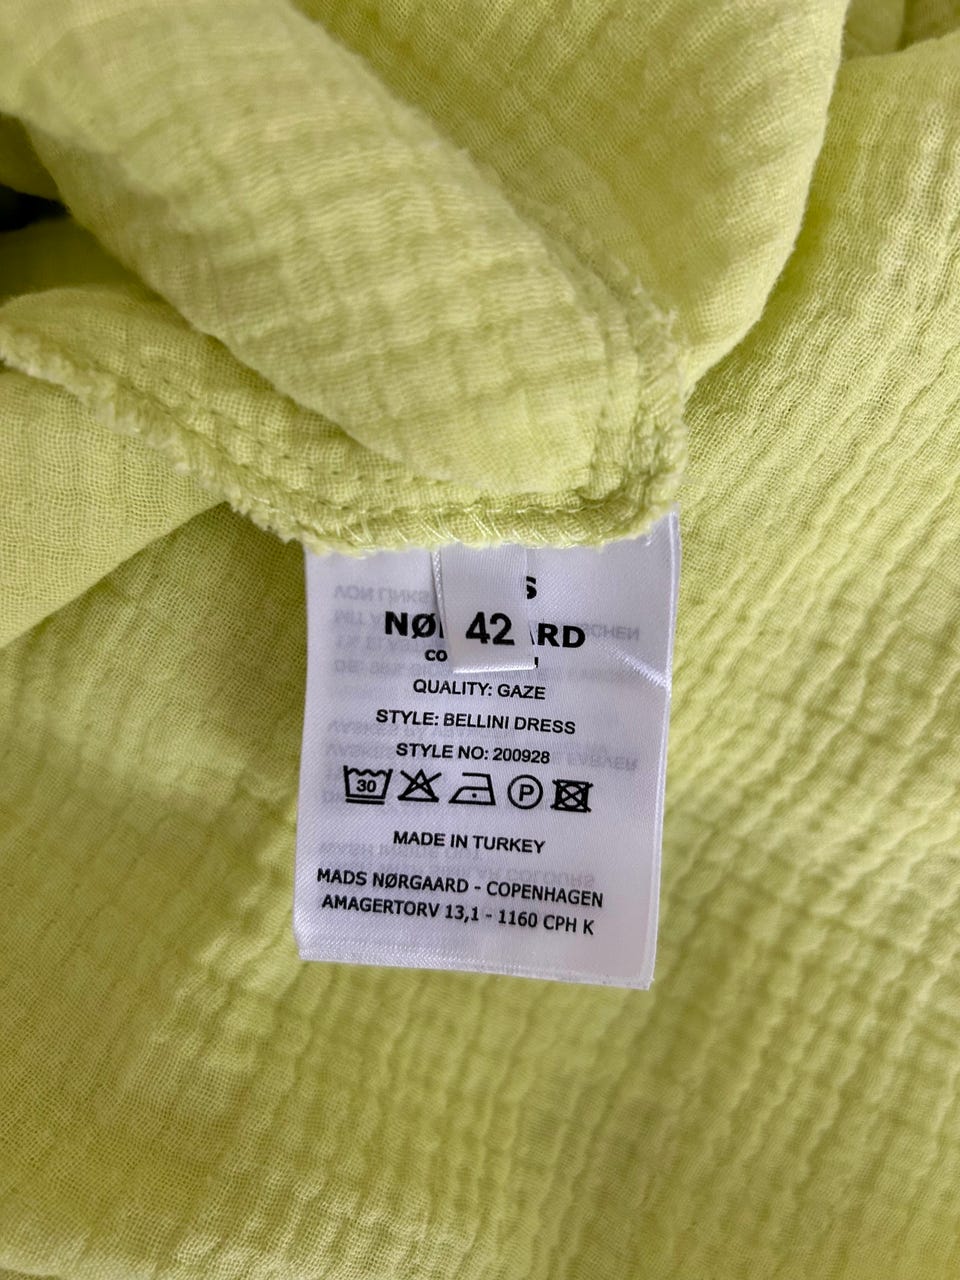 S
NØ 42 ARD
CO
QUALITY: GAZE
STYLE: BELLINI DRESS
STYLE NO: 200928
30 P
MADE IN TURKEY
MADS NØRGAARD - COPENHAGEN
AMAGERTORV 13,1 - 1160 CPH K